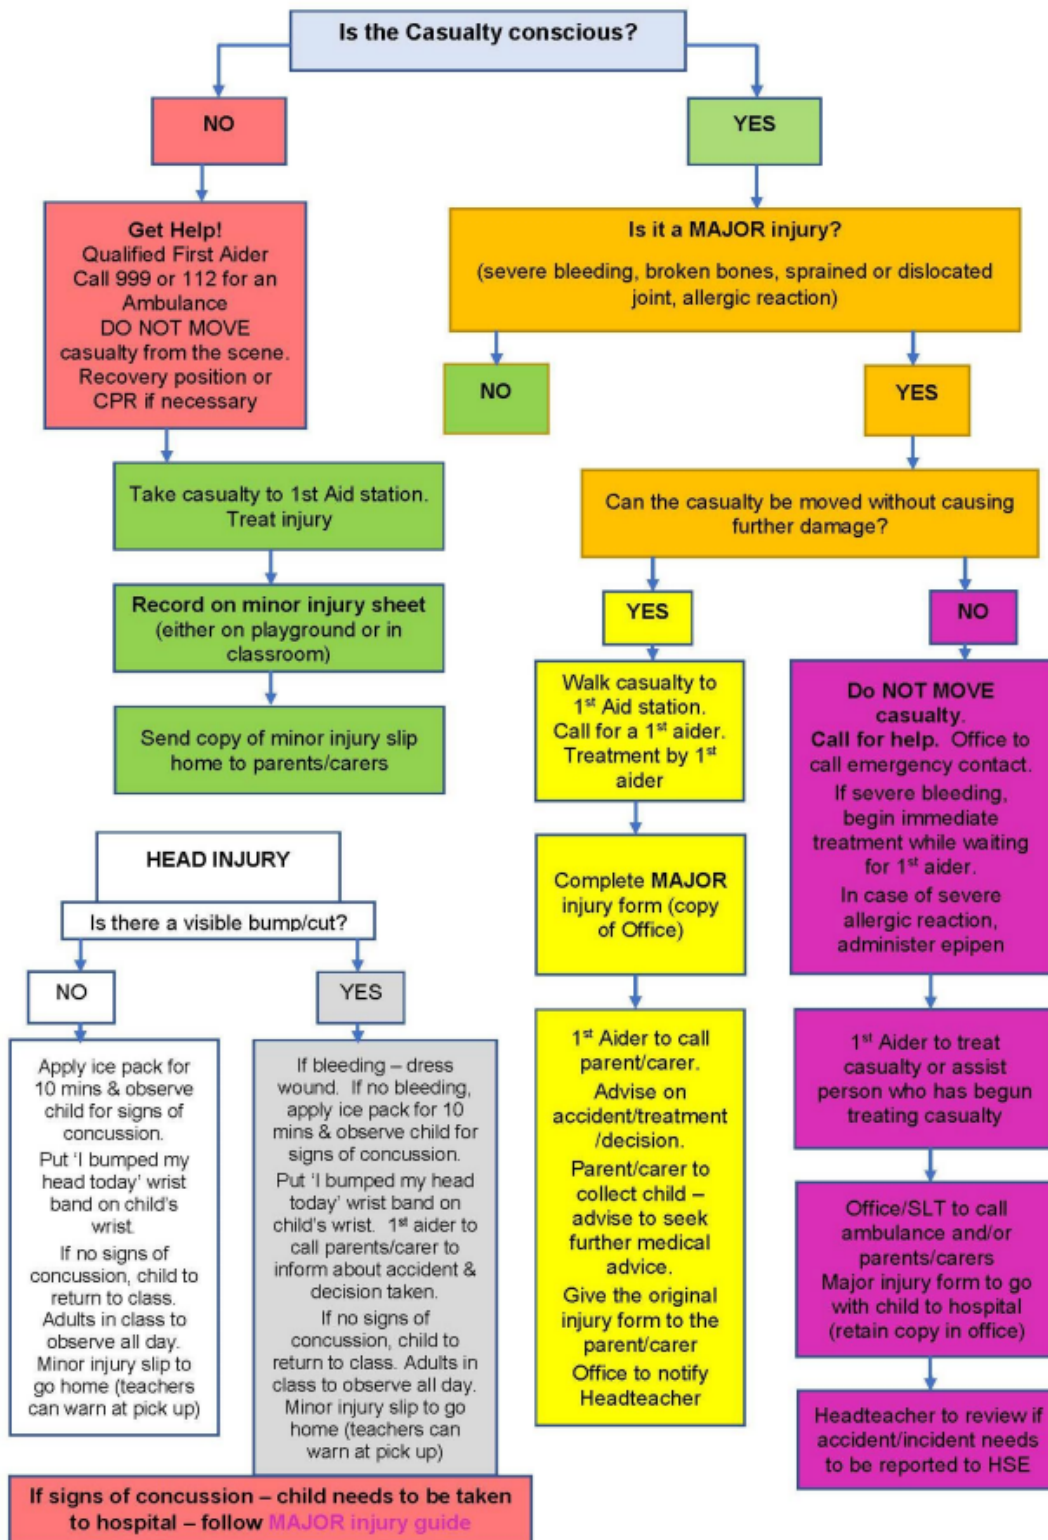 Is the Casualty conscious?
NO
YES
Get Help!
Qualified First Aider
Call 999 or 112 for an
Ambulance
DO NOT MOVE
casualty from the scene.
Recovery position or
CPR if necessary
Is it a MAJOR injury?
(severe bleeding, broken bones, sprained or dislocated
joint, allergic reaction)
NO
YES
Take casualty to 1st Aid station.
Treat injury
Can the casualty be moved without causing
further damage?
Record on minor injury sheet
(either on playground or in
classroom)
YES
NO
Send copy of minor injury slip
home to parents/carers
Walk casualty to
1st Aid station.
Call for a 1st aider.
Treatment by 1st
aider
Do NOT MOVE
casualty.
Call for help. Office to
call emergency contact.
If severe bleeding,
begin immediate
treatment while waiting
for 1st aider.
In case of severe
allergic reaction,
administer epipen
HEAD INJURY
Is there a visible bump/cut?
NO
YES
Complete MAJOR
injury form (copy
of Office)
Apply ice pack for
10 mins & observe
child for signs of
concussion.
Put ‘I bumped my
head today’ wrist
band on child’s
wrist.
If no signs of
concussion, child to
return to class.
Adults in class to
observe all day.
Minor injury slip to
go home (teachers
can warn at pick up)
If bleeding – dress
wound. If no bleeding,
apply ice pack for 10
mins & observe child for
signs of concussion.
Put ‘I bumped my head
today’ wrist band on
child’s wrist. 1st aider to
call parents/carer to
inform about accident &
decision taken.
If no signs of
concussion, child to
return to class. Adults in
class to observe all day.
Minor injury slip to go
home (teachers can
warn at pick up)
1st Aider to call
parent/carer.
Advise on
accident/treatment
/decision.
Parent/carer to
collect child –
advise to seek
further medical
advice.
Give the original
injury form to the
parent/carer
Office to notify
Headteacher
1st Aider to treat
casualty or assist
person who has begun
treating casualty
Office/SLT to call
ambulance and/or
parents/carers
Major injury form to go
with child to hospital
(retain copy in office)
Headteacher to review if
accident/incident needs
to be reported to HSE
If signs of concussion – child needs to be taken
to hospital – follow MAJOR injury guide